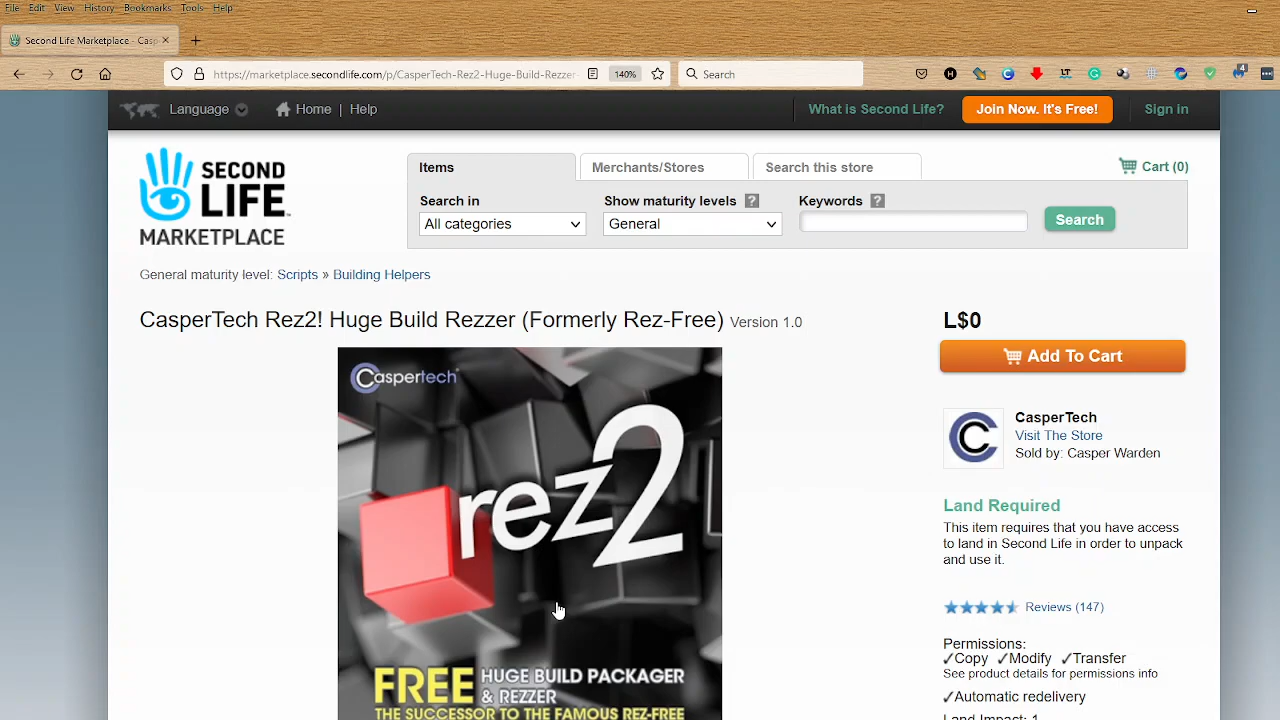 File Edit View History Bookmarks Tools Help
Second Life Marketplace - Casp
https://marketplace.secondlife.com/p/CasperTech-Rez2-Huge-Build-Rezzer-
140%
Search
Language
Home | Help
What is Second Life?
Join Now. It's Free!
Sign in
SECOND
LIFE
MARKETPLACE
Items
Merchants/Stores
Search this store
Cart (0)
Search in
Show maturity levels ?
Keywords ?
All categories
General
Search
General maturity level: Scripts » Building Helpers
CasperTech Rez2! Huge Build Rezzer (Formerly Rez-Free) Version 1.0
L$0
Add To Cart
Caspertech
rez2
FREE HUGE BUILD PACKAGER
& REZZER
THE SUCCESSOR TO THE FAMOUS REZ-FREE
C
CasperTech
Visit The Store
Sold by: Casper Warden
Land Required
This item requires that you have access
to land in Second Life in order to unpack
and use it.
Reviews (147)
Permissions:
✓Copy ✓Modify ✓Transfer
See product details for permissions info
✓Automatic redelivery
Land Impact: 1